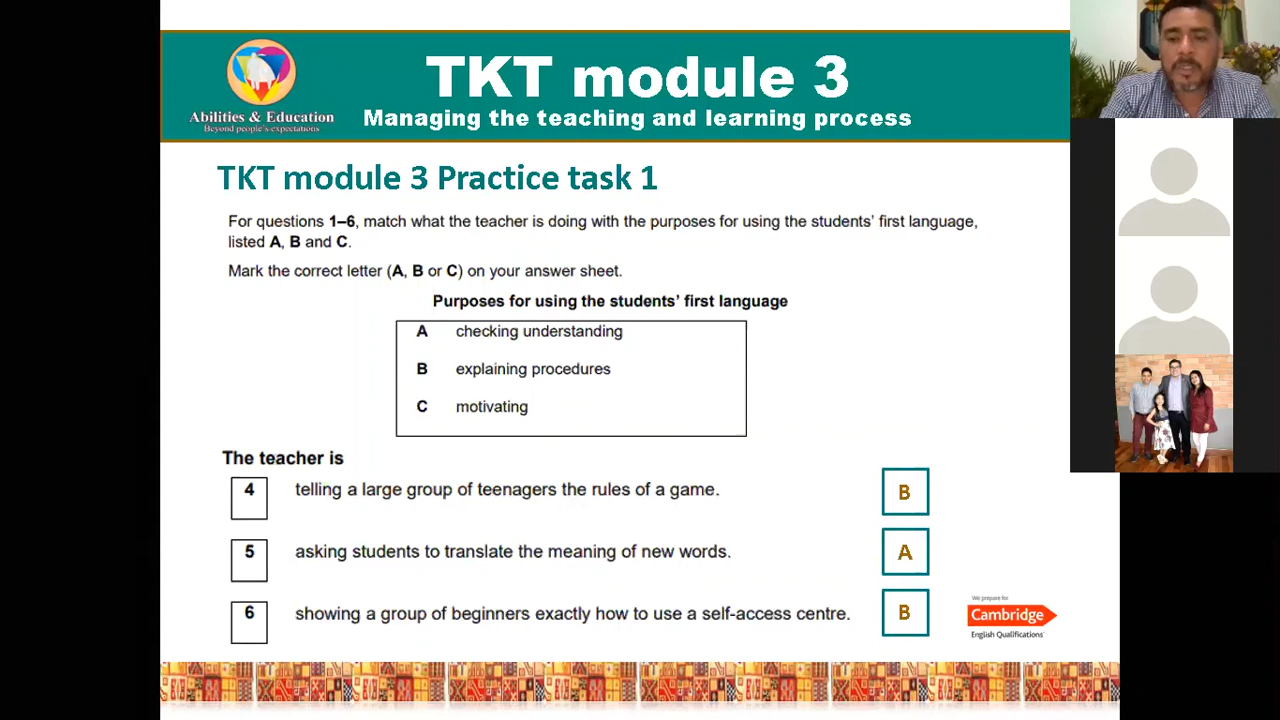 TKT module 3
Managing the teaching and learning process
Abilities & Education
Beyond people's expectations
TKT module 3 Practice task 1
For questions 1–6, match what the teacher is doing with the purposes for using the students' first language,
listed A, B and C.
Mark the correct letter (A, B or C) on your answer sheet.
Purposes for using the students' first language
A checking understanding
B explaining procedures
C motivating
The teacher is
4 telling a large group of teenagers the rules of a game. B
5 asking students to translate the meaning of new words. A
6 showing a group of beginners exactly how to use a self-access centre. B
We prepare for
Cambridge
English Qualifications